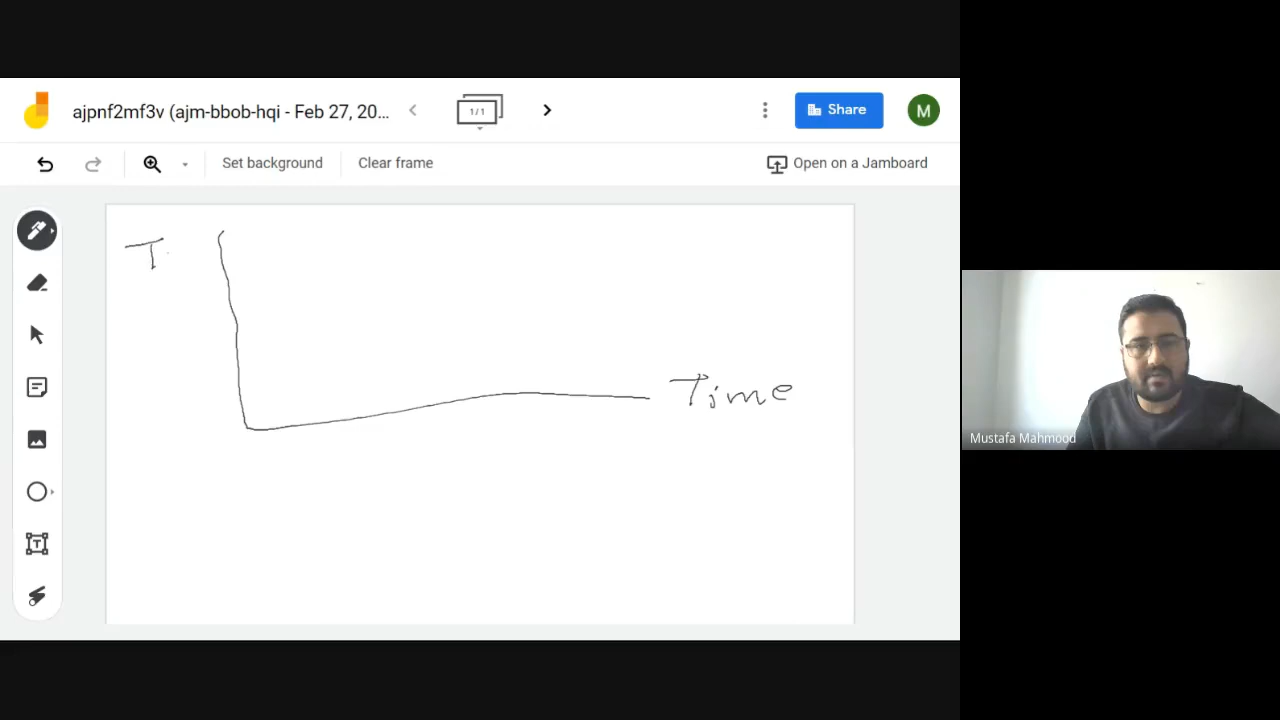 ajpnf2mf3v (ajm-bbob-hqi - Feb 27, 20...
1/1
Share
M
Set background
Clear frame
Open on a Jamboard
T
Time
T
Mustafa Mahmood